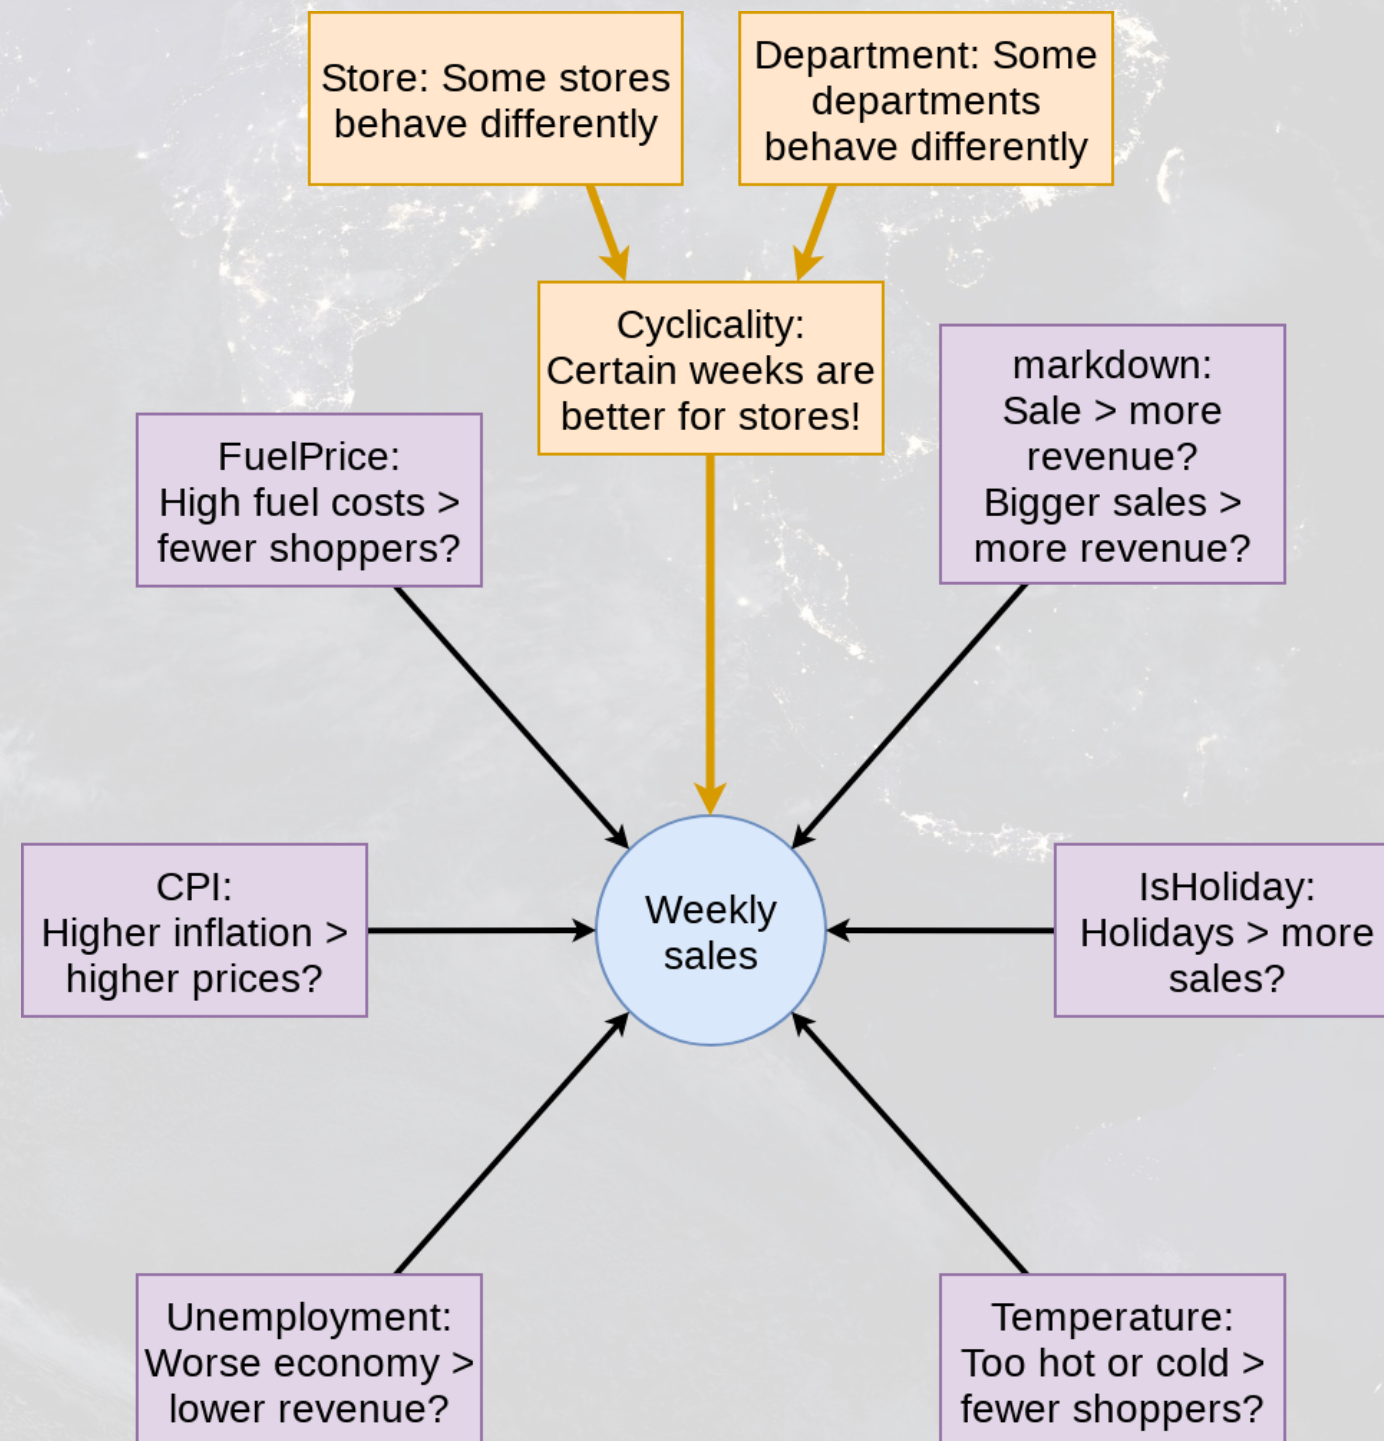 Store: Some stores
behave differently
Department: Some
departments
behave differently
Cyclicality:
Certain weeks are
better for stores!
markdown:
Sale > more
revenue?
Bigger sales >
more revenue?
FuelPrice:
High fuel costs >
fewer shoppers?
CPI:
Higher inflation >
higher prices?
Weekly
sales
IsHoliday:
Holidays > more
sales?
Unemployment:
Worse economy >
lower revenue?
Temperature:
Too hot or cold >
fewer shoppers?